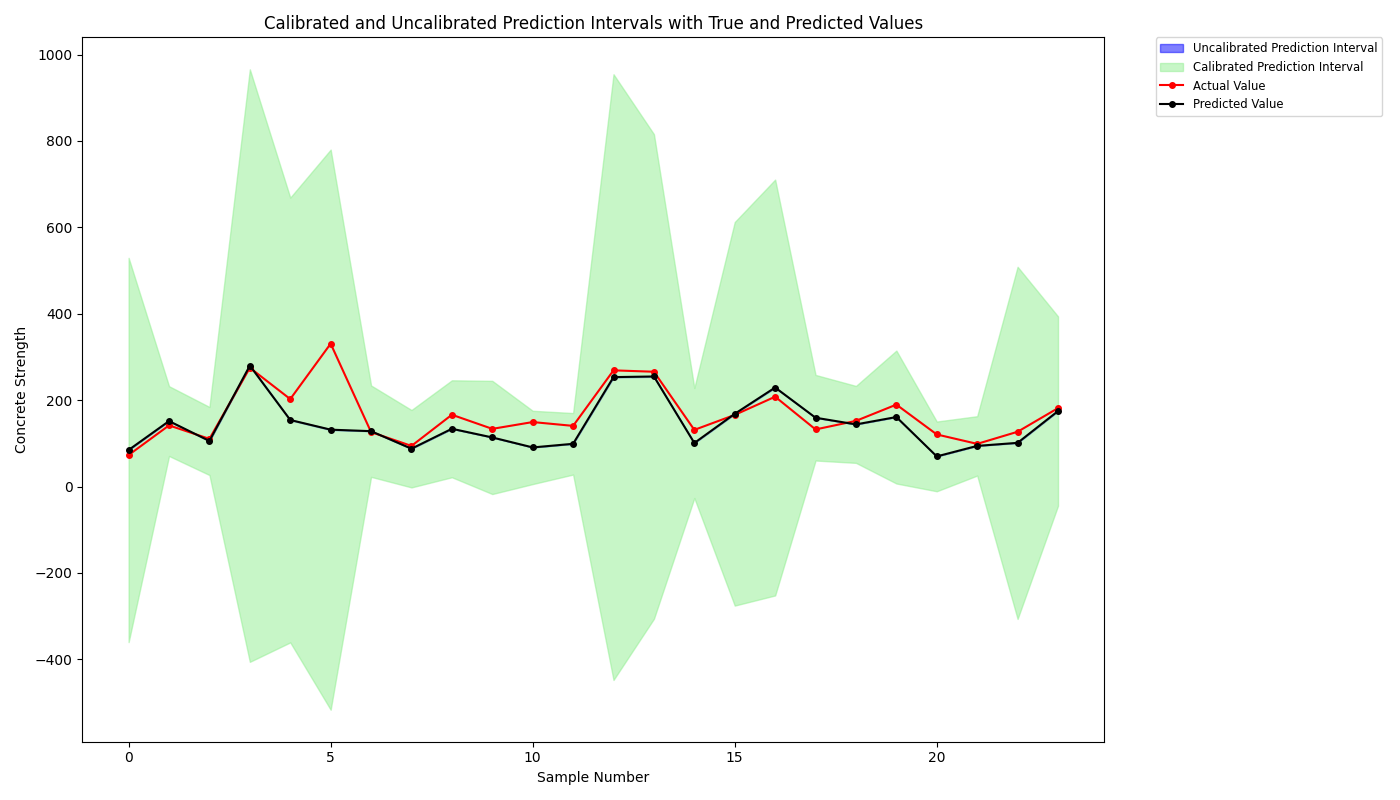 Calibrated and Uncalibrated Prediction Intervals with True and Predicted Values
Uncalibrated Prediction Interval
Calibrated Prediction Interval
Actual Value
Predicted Value
Concrete Strength
1000
800
600
400
200
0
−200
−400
0 5 10 15 20
Sample Number